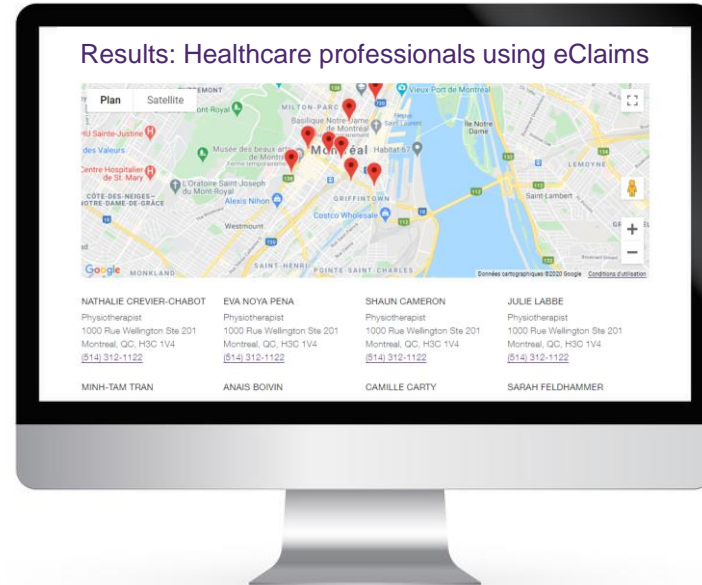 Results: Healthcare professionals using eClaims
Plan Satellite
MILTON-PARC
Vieux-Port de Montréal
Basilique Notre-Dame
de Montréal
Île Notre
Dame
HU Sainte-Justine
des Valeurs
Musée des beaux-arts
de Montréal
Montréal
Habitat 67
LEMOYNE
Centre Hospitalier
de St. Mary
L'Oratoire Saint-Joseph
du Mont-Royal
CÔTE-DES-NEIGES–
NOTRE-DAME-DE-GRÂCE
Alexis Nihon
GRIFFINTOWN
Saint-Lambert
Costco Wholesale
Westmount
SAINT-HENRI
POINTE SAINT-CHARLES
Google
MONKLAND
Données cartographiques ©2020 Google Conditions d'utilisation
NATHALIE CREVIER-CHABOT EVA NOYA PENA SHAUN CAMERON JULIE LABBE
Physiotherapist Physiotherapist Physiotherapist Physiotherapist
1000 Rue Wellington Ste 201 1000 Rue Wellington Ste 201 1000 Rue Wellington Ste 201 1000 Rue Wellington Ste 201
Montreal, QC, H3C 1V4 Montreal, QC, H3C 1V4 Montreal, QC, H3C 1V4 Montreal, QC, H3C 1V4
(514) 312-1122 (514) 312-1122 (514) 312-1122 (514) 312-1122
MINH-TAM TRAN ANAIS BOIVIN CAMILLE CARTY SARAH FELDHAMMER